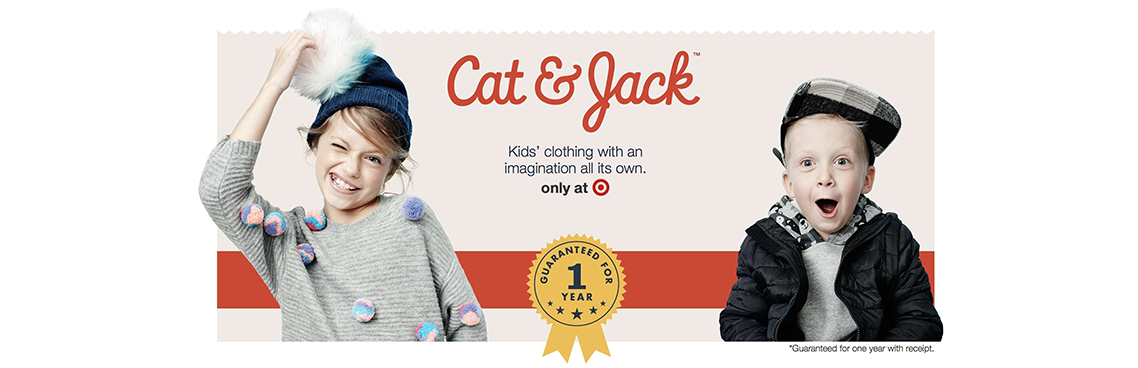 Cat & Jack™
Kids' clothing with an
imagination all its own.
only at
GUARANTEED FOR
1
YEAR
*Guaranteed for one year with receipt.